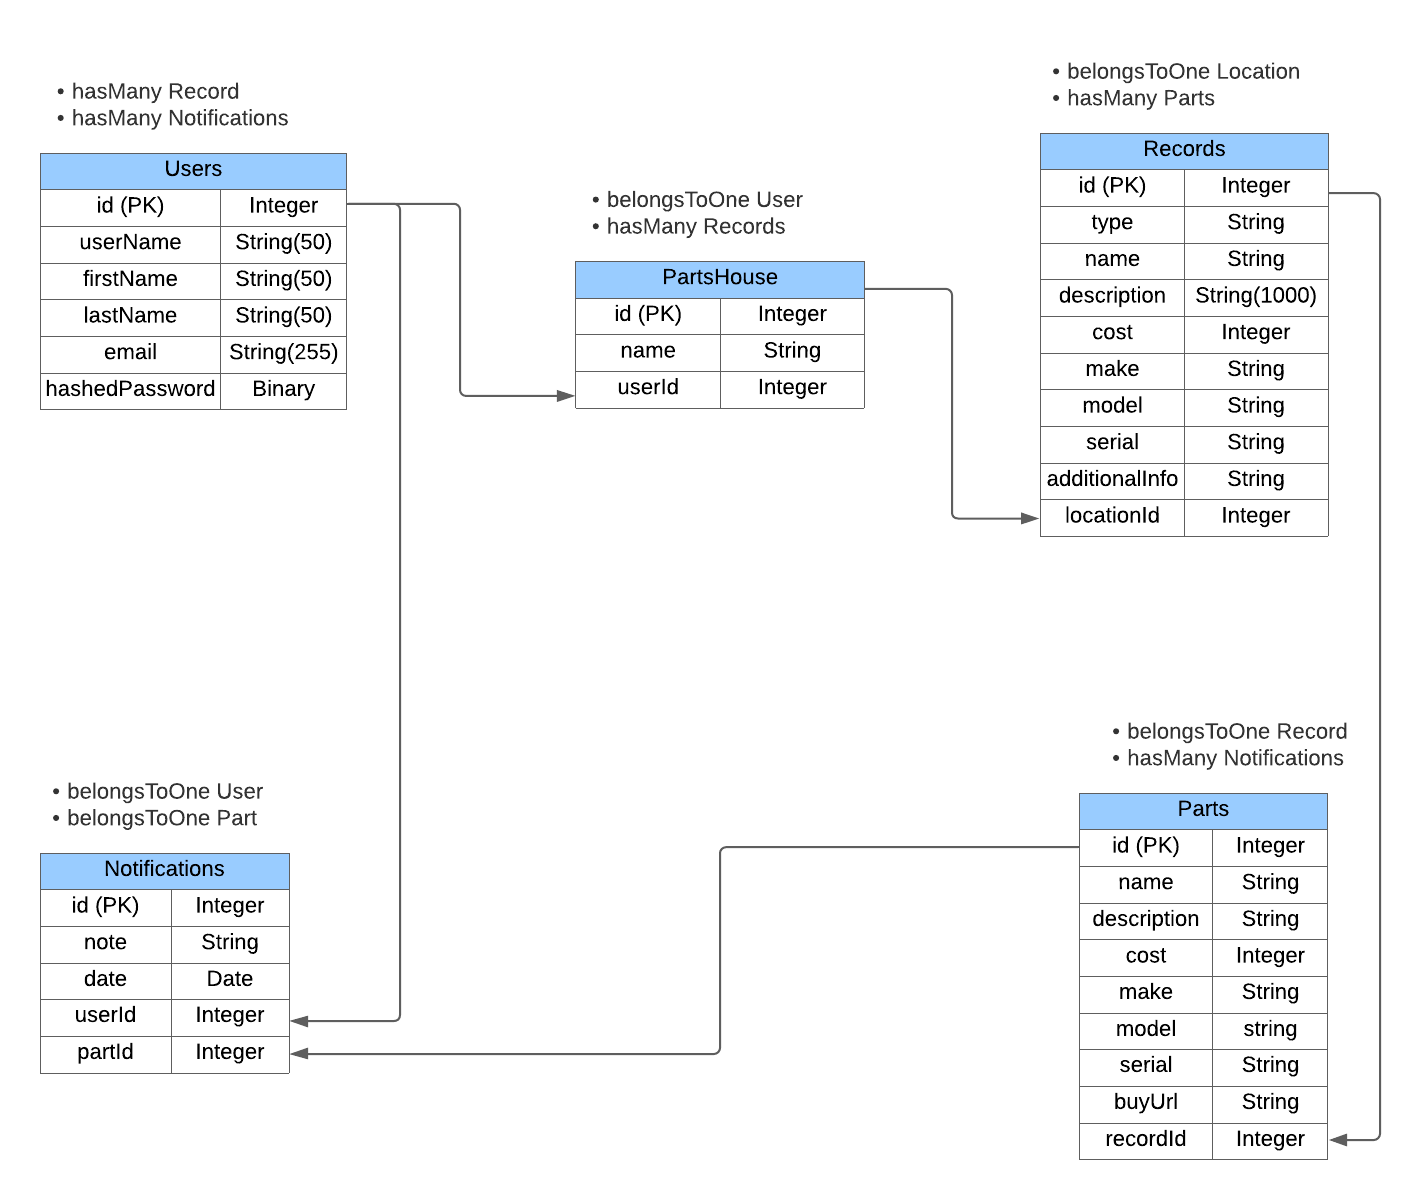 • hasMany Record
• hasMany Notifications
Users
id (PK) Integer
userName String(50)
firstName String(50)
lastName String(50)
email String(255)
hashedPassword Binary
• belongsToOne User
• hasMany Records
PartsHouse
id (PK) Integer
name String
userId Integer
• belongsToOne Location
• hasMany Parts
Records
id (PK) Integer
type String
name String
description String(1000)
cost Integer
make String
model String
serial String
additionalInfo String
locationId Integer
• belongsToOne User
• belongsToOne Part
Notifications
id (PK) Integer
note String
date Date
userId Integer
partId Integer
• belongsToOne Record
• hasMany Notifications
Parts
id (PK) Integer
name String
description String
cost Integer
make String
model string
serial String
buyUrl String
recordId Integer